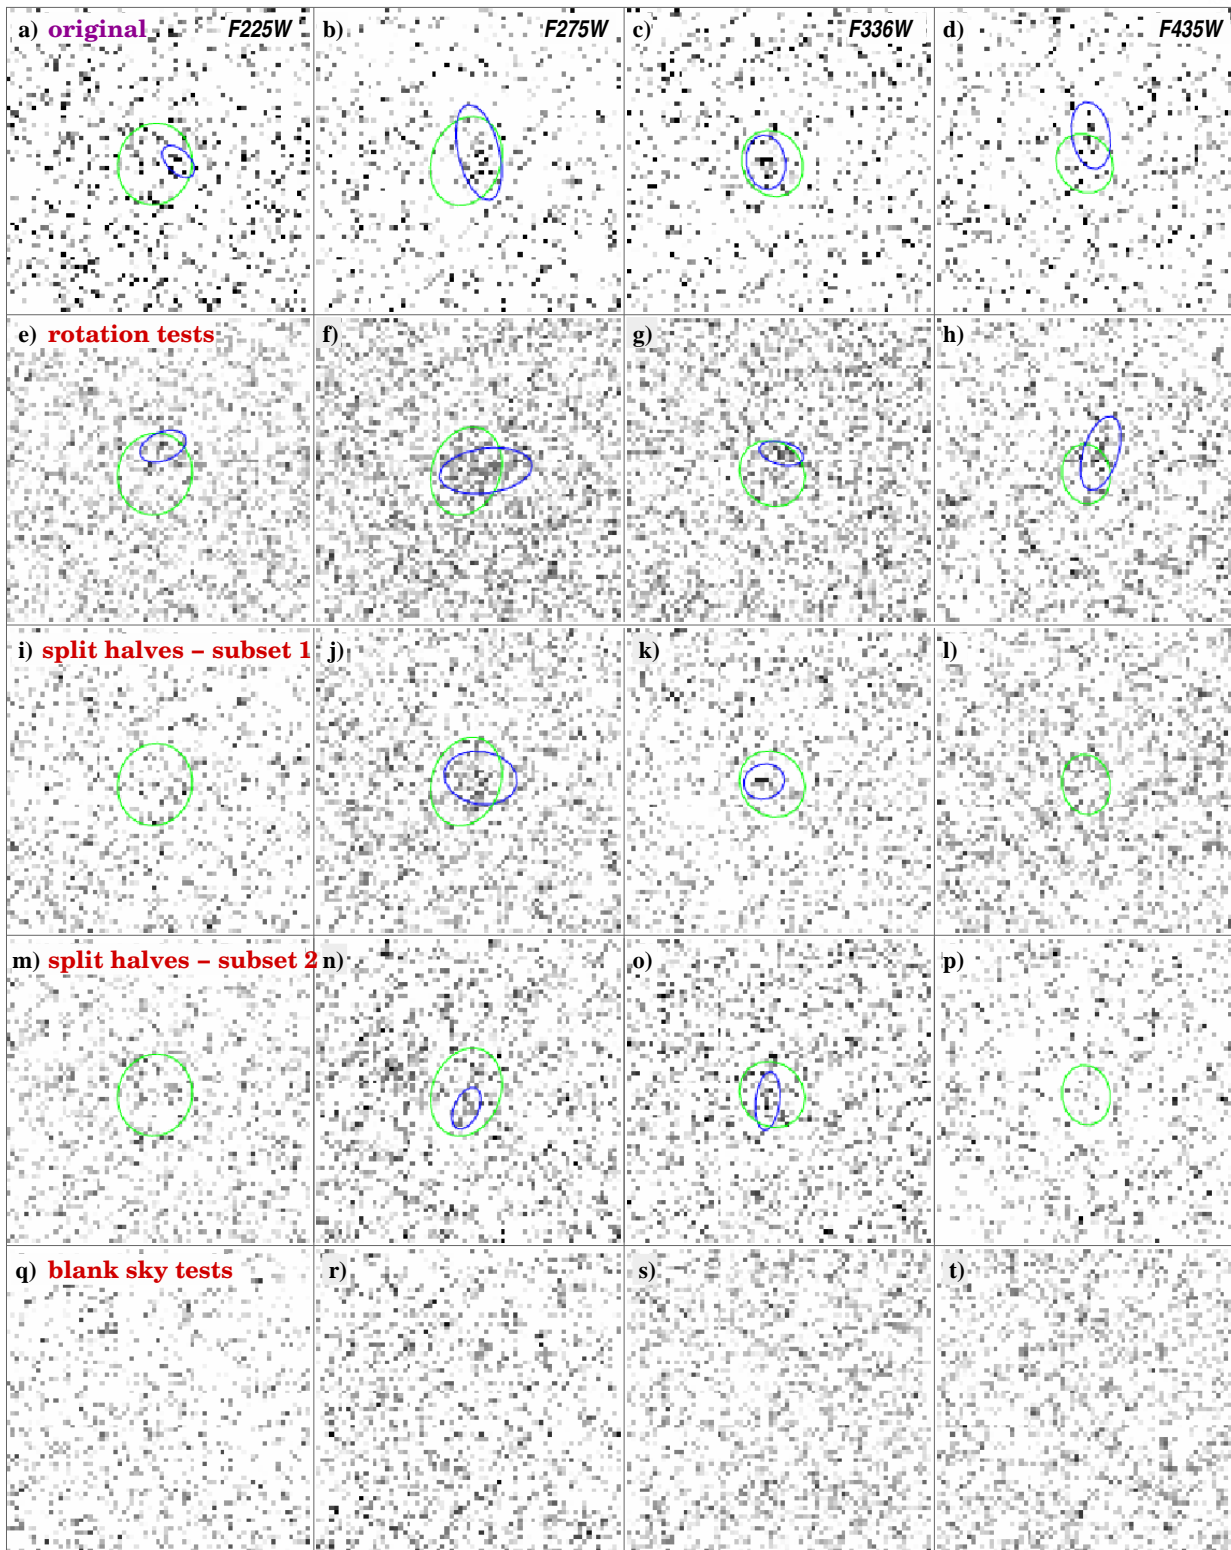 a) original F225W b) F275W c) F336W d) F435W
e) rotation tests f) g) h)
i) split halves – subset 1 j) k) l)
m) split halves – subset 2 n) o) p)
q) blank sky tests r) s) t)